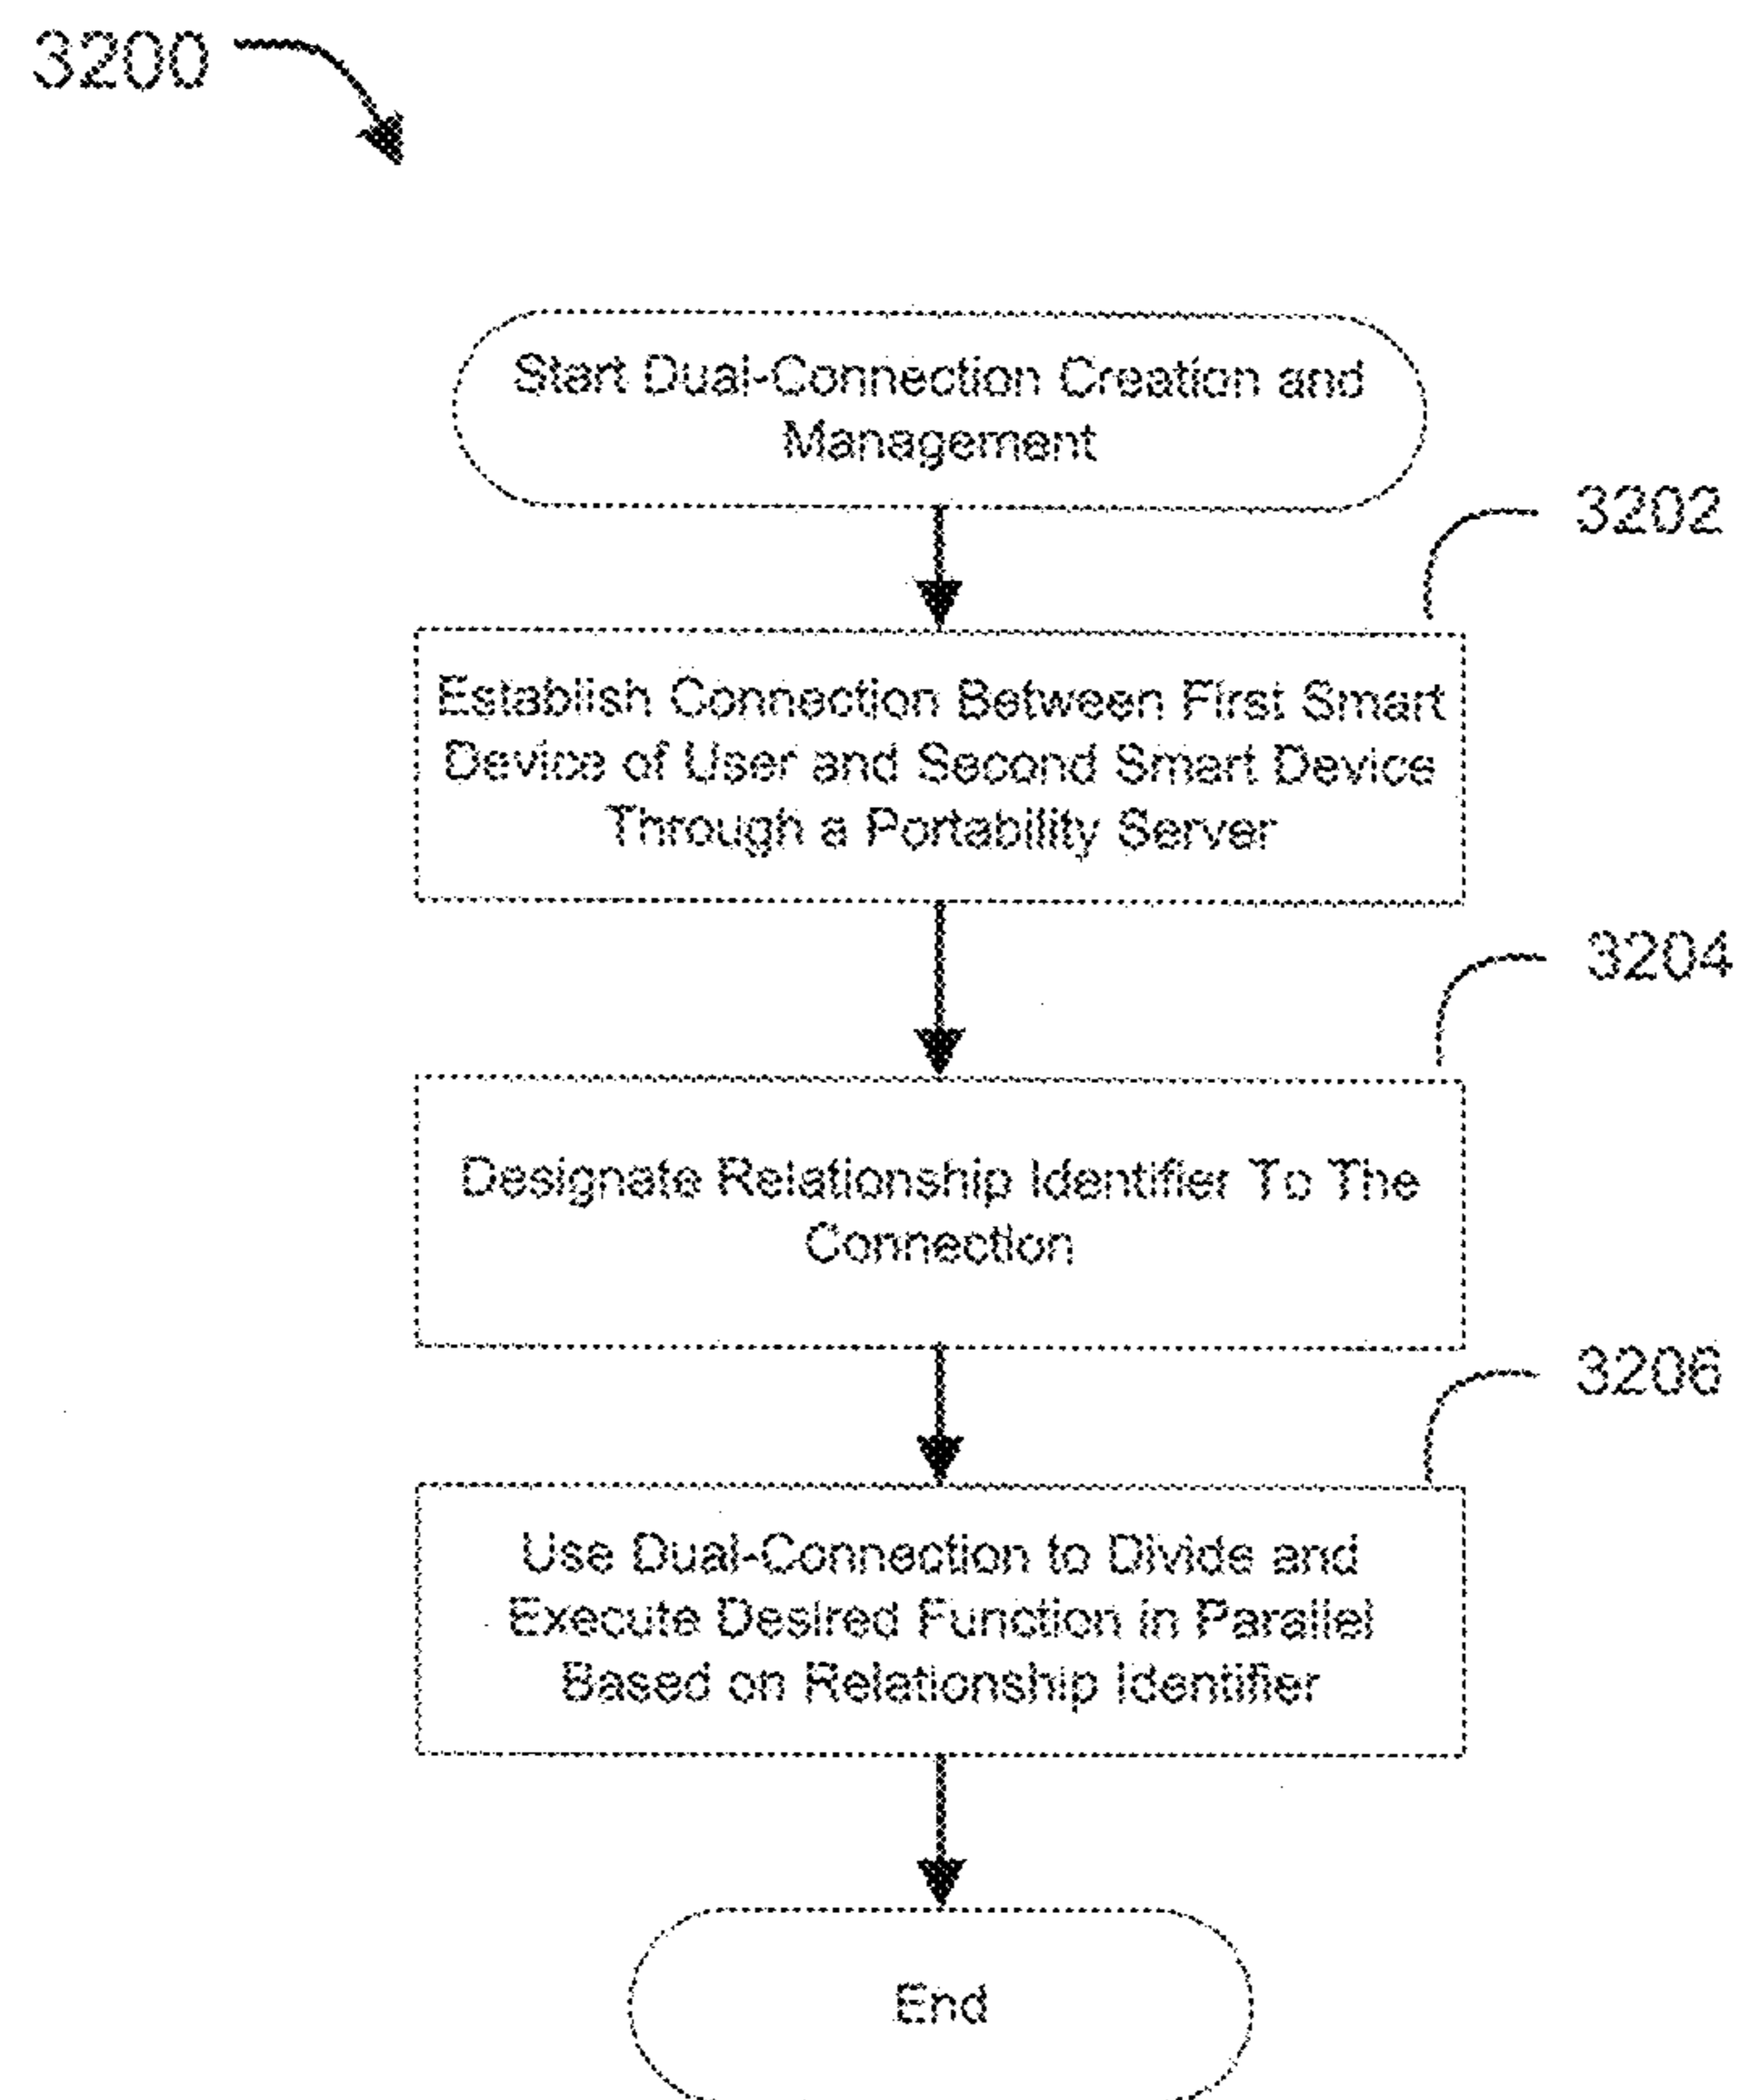 3200
Start Dual-Connection Creation and
Management
3202
Establish Connection Between First Smart
Device of User and Second Smart Device
Through a Portability Server
3204
Designate Relationship Identifier To The
Connection
3206
Use Dual-Connection to Divide and
Execute Desired Function in Parallel
Based on Relationship Identifier
End